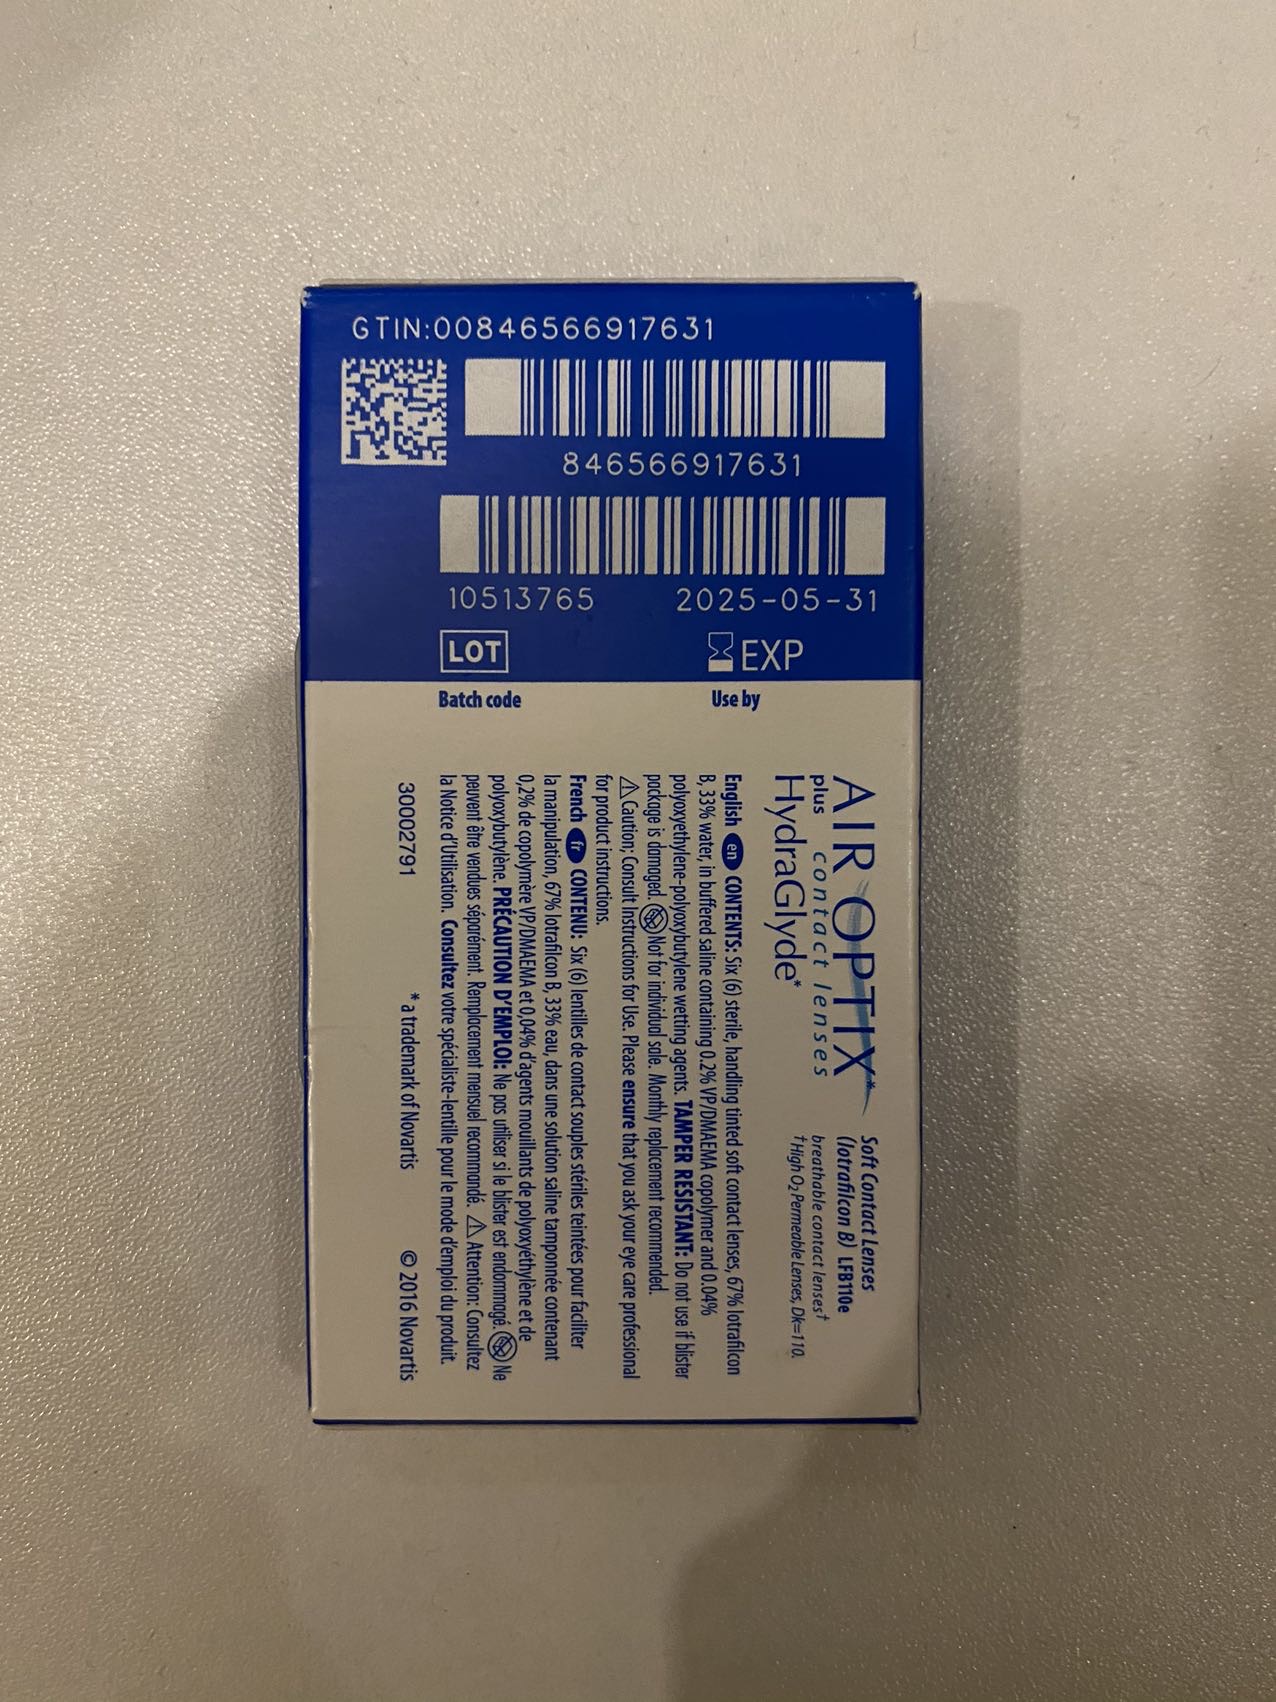 GTIN:00846566917631
846566917631
10513765 2025-05-31
LOT EXP
Batch code Use by
AIR OPTIX*
plus contact lenses
HydraGlyde*
Soft Contact Lenses
(lotrafilcon B) LFB110e
breathable contact lenses†
†High O₂ Permeable Lenses, Dk=110.
English en CONTENTS: Six (6) sterile, handling tinted soft contact lenses, 67% lotrafilcon
B, 33% water, in buffered saline containing 0.2% VP/DMAEMA copolymer and 0.04%
polyoxyethylene-polyoxybutylene wetting agents. TAMPER RESISTANT: Do not use if blister
package is damaged. Not for individual sale. Monthly replacement recommended.
Caution; Consult Instructions for Use. Please ensure that you ask your eye care professional
for product instructions.
French fr CONTENU: Six (6) lentilles de contact souples stériles teintées pour faciliter
la manipulation, 67% lotrafilcon B, 33% eau, dans une solution saline tamponnée contenant
0,2% de copolymère VP/DMAEMA et 0,04% d'agents mouillants de polyoxyéthylène et de
polyoxybutylène. PRÉCAUTION D'EMPLOI: Ne pas utiliser si le blister est endommagé. Ne
peuvent être vendues séparément. Remplacement mensuel recommandé. Attention: Consultez
la Notice d'Utilisation. Consultez votre spécialiste-lentille pour le mode d'emploi du produit.
30002791 * a trademark of Novartis © 2016 Novartis